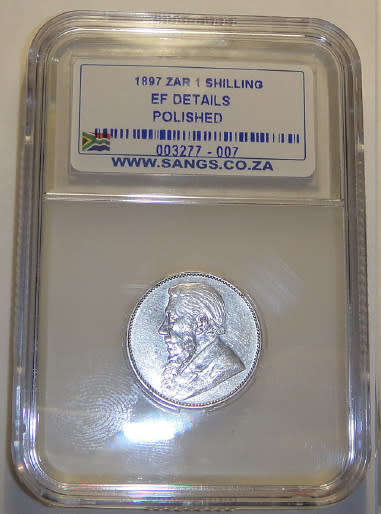 1897 ZAR 1 SHILLING
EF DETAILS
POLISHED
003277 - 007
WWW.SANGS.CO.ZA